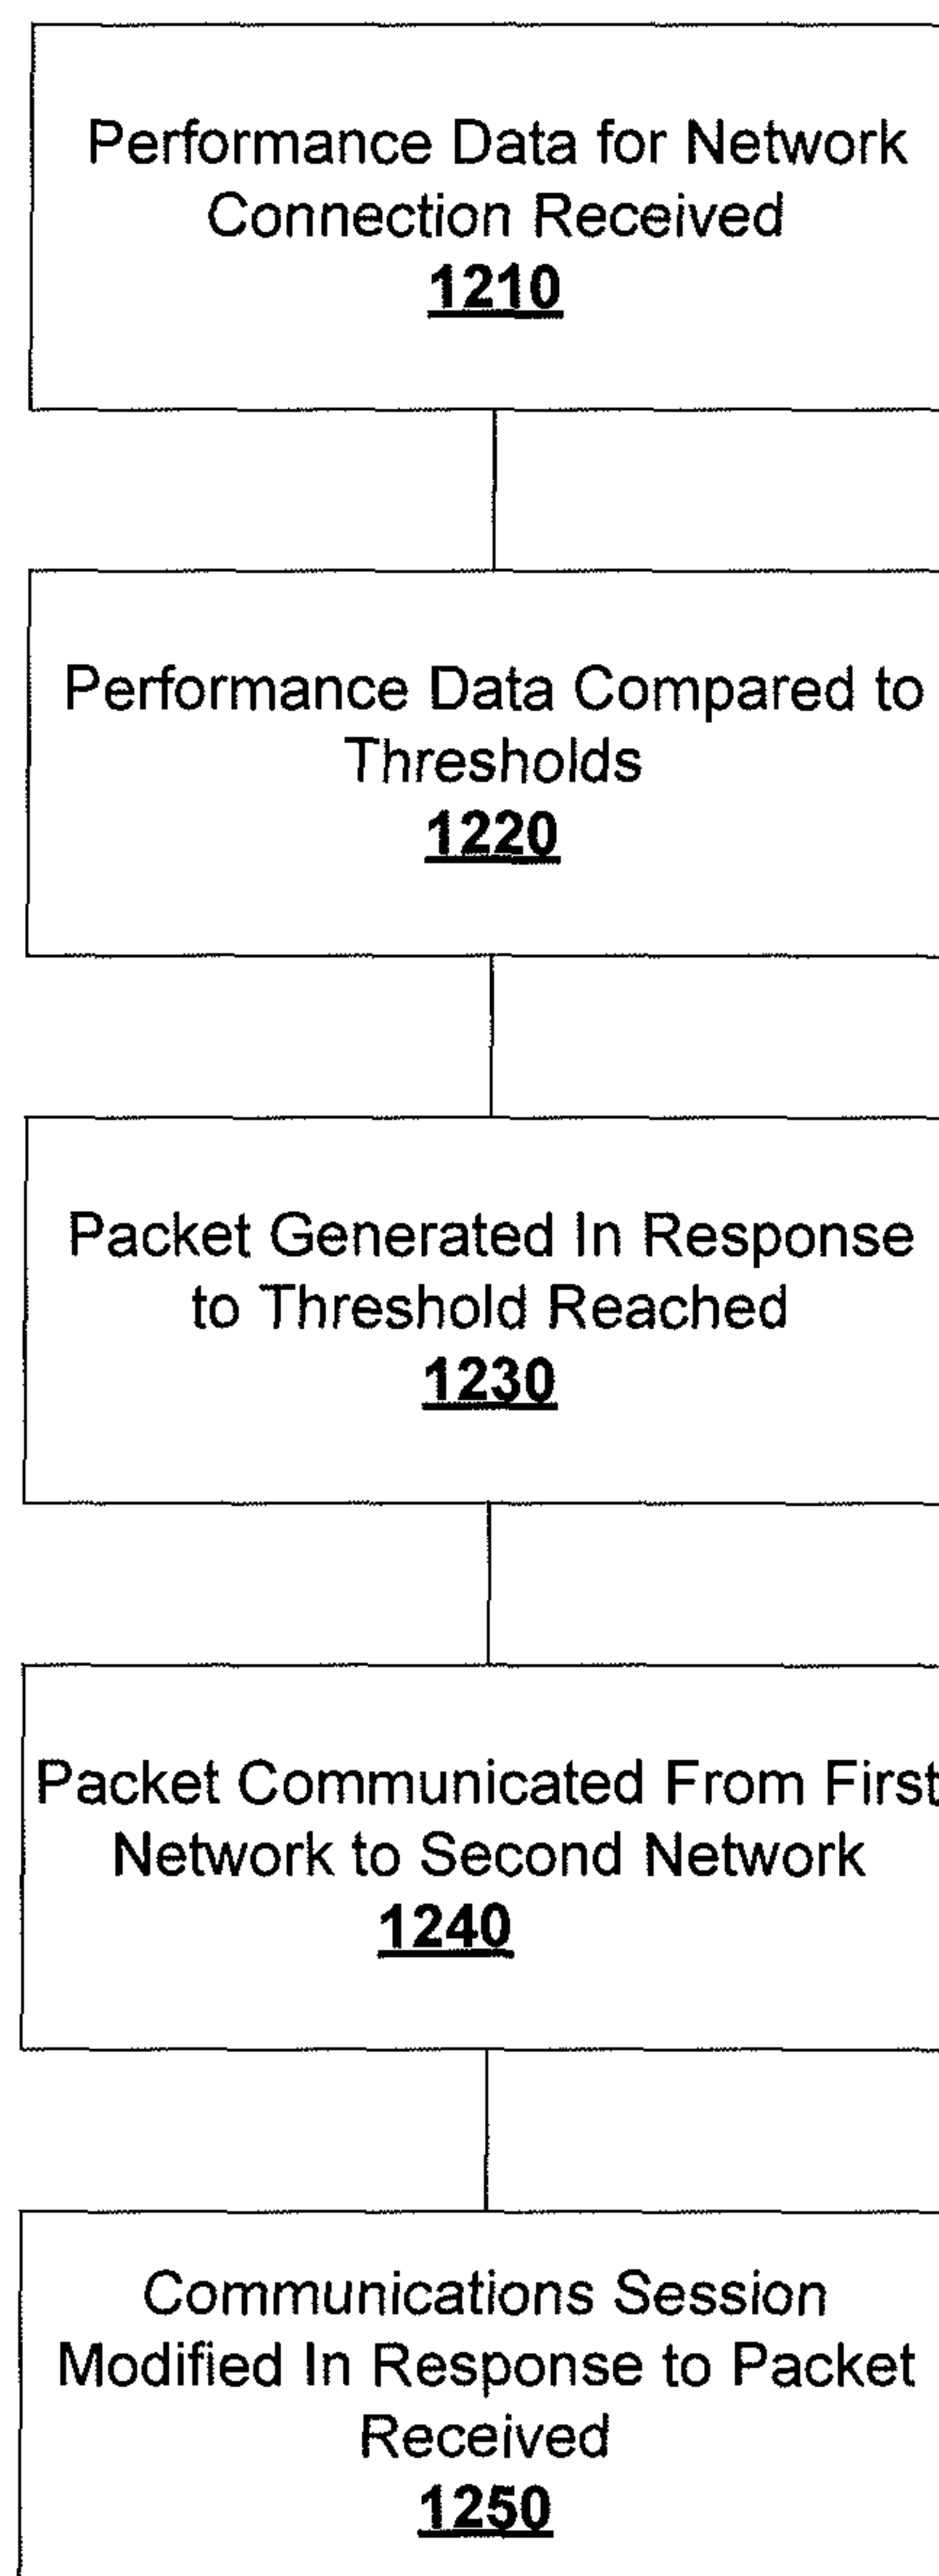 Performance Data for Network
Connection Received
1210
Performance Data Compared to
Thresholds
1220
Packet Generated In Response
to Threshold Reached
1230
Packet Communicated From First
Network to Second Network
1240
Communications Session
Modified In Response to Packet
Received
1250